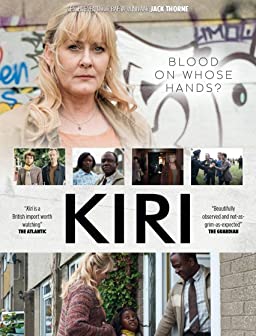 JACK THORNE
BLOOD
ON WHOSE
HANDS?
KIRI
"Kiri is a
British import worth
watching"
THE ATLANTIC
"Beautifully
observed and not-as-
grim-as-expected"
THE GUARDIAN